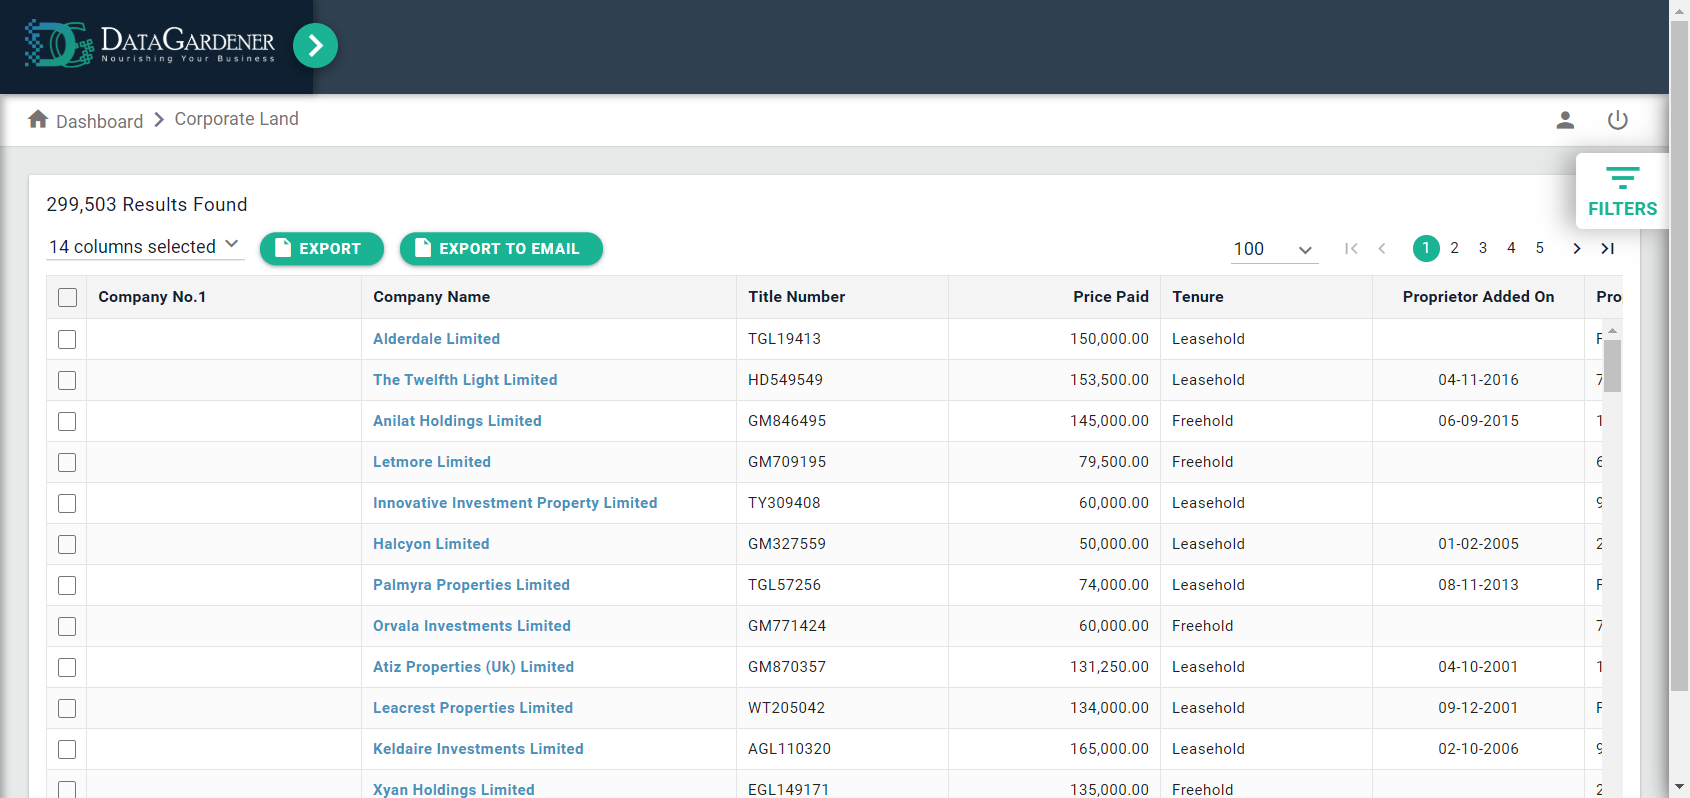 DATAGARDENER
Nourishing Your Business
Dashboard Corporate Land
FILTERS
299,503 Results Found
14 columns selected EXPORT EXPORT TO EMAIL 100 1 2 3 4 5
Company No.1 Company Name Title Number Price Paid Tenure Proprietor Added On
Alderdale Limited TGL19413 150,000.00 Leasehold
The Twelfth Light Limited HD549549 153,500.00 Leasehold 04-11-2016 7
Anilat Holdings Limited GM846495 145,000.00 Freehold 06-09-2015 1
Letmore Limited GM709195 79,500.00 Freehold 6
Innovative Investment Property Limited TY309408 60,000.00 Leasehold 9
Halcyon Limited GM327559 50,000.00 Leasehold 01-02-2005 2
Palmyra Properties Limited TGL57256 74,000.00 Leasehold 08-11-2013
Orvala Investments Limited GM771424 60,000.00 Freehold 7
Atiz Properties (Uk) Limited GM870357 131,250.00 Leasehold 04-10-2001 1
Leacrest Properties Limited WT205042 134,000.00 Leasehold 09-12-2001
Keldaire Investments Limited AGL110320 165,000.00 Leasehold 02-10-2006 9
Xyan Holdings Limited EGL149171 135,000.00 Freehold 2